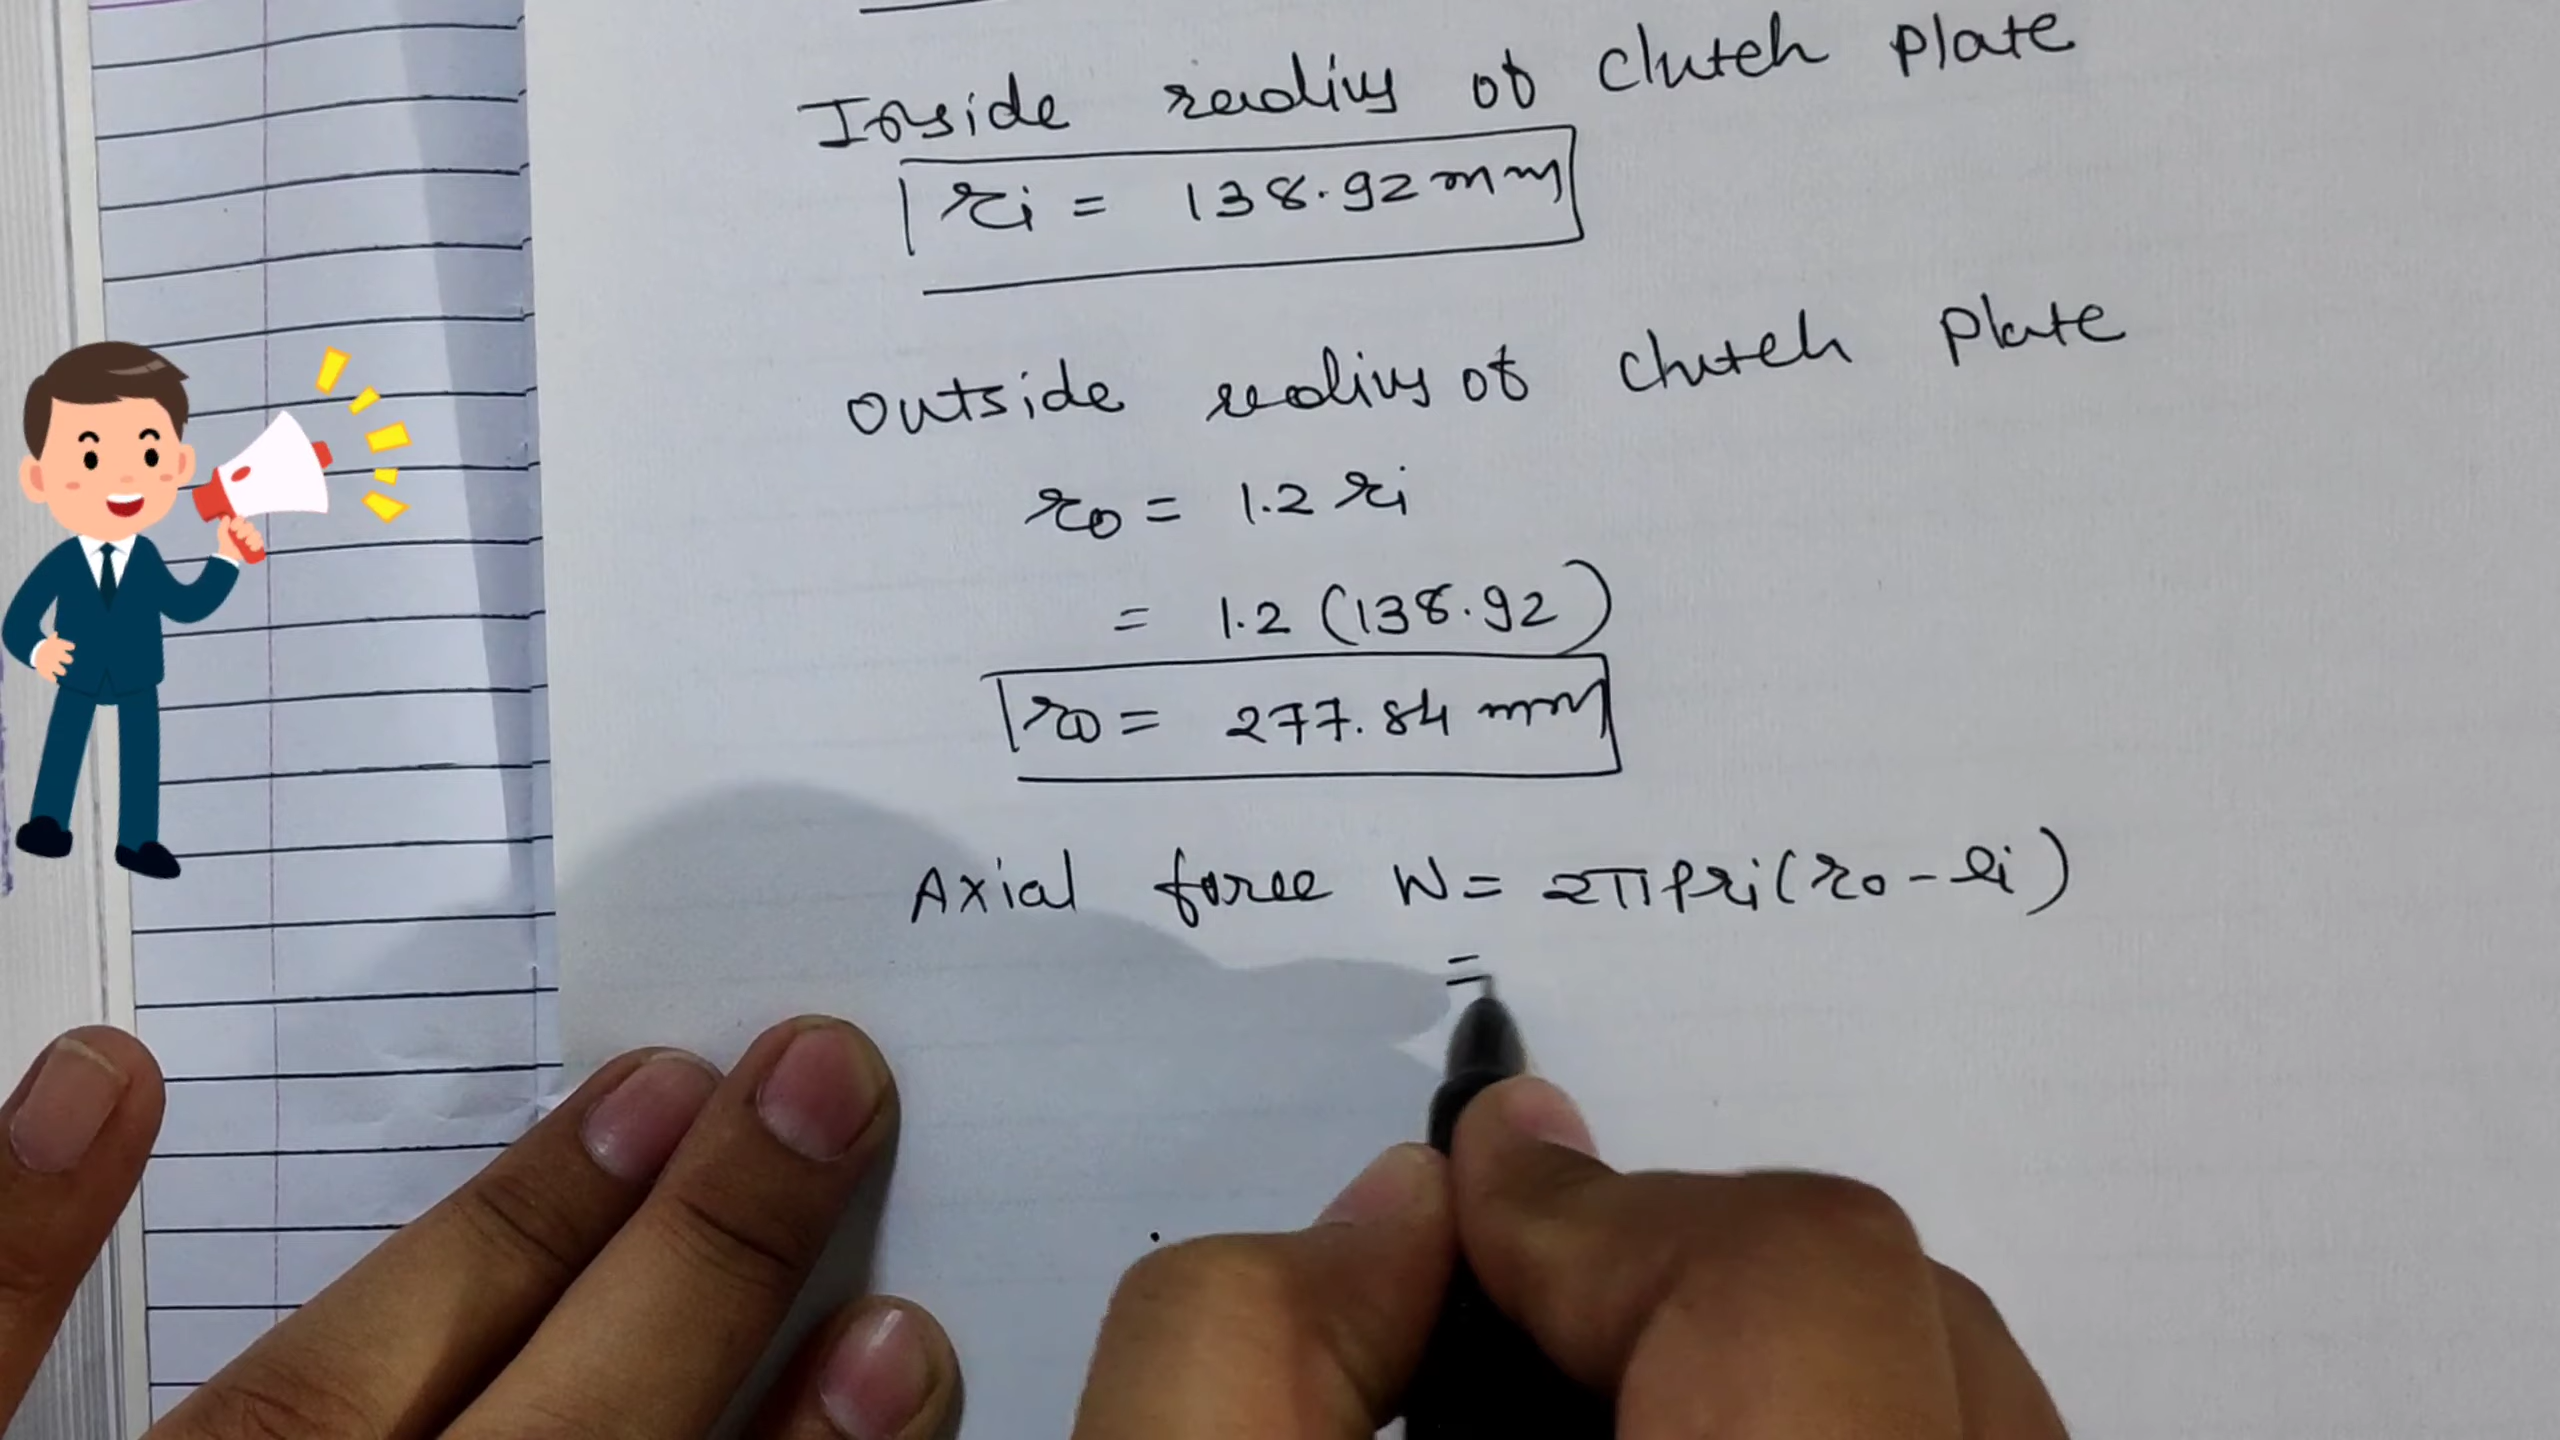 Inside radius of clutch plate
ri = 138.92 mm
outside radius of clutch plate
ro = 1.2 ri
= 1.2 (138.92)
ro = 277.84 mm
Axial force W = 2πpri(ro - ri)
=